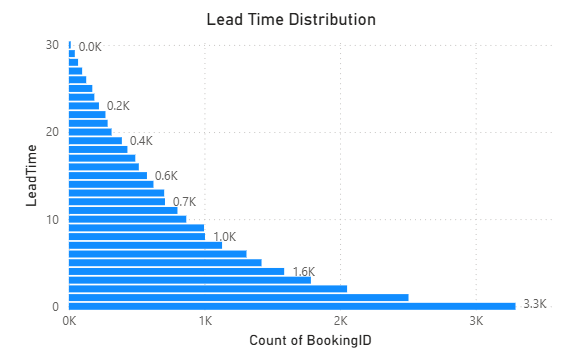 Lead Time Distribution
30
0.0K
0.2K
20
0.4K
0.6K
0.7K
LeadTime
10
1.0K
1.6K
0
3.3K
0K
1K
2K
3K
Count of BookingID